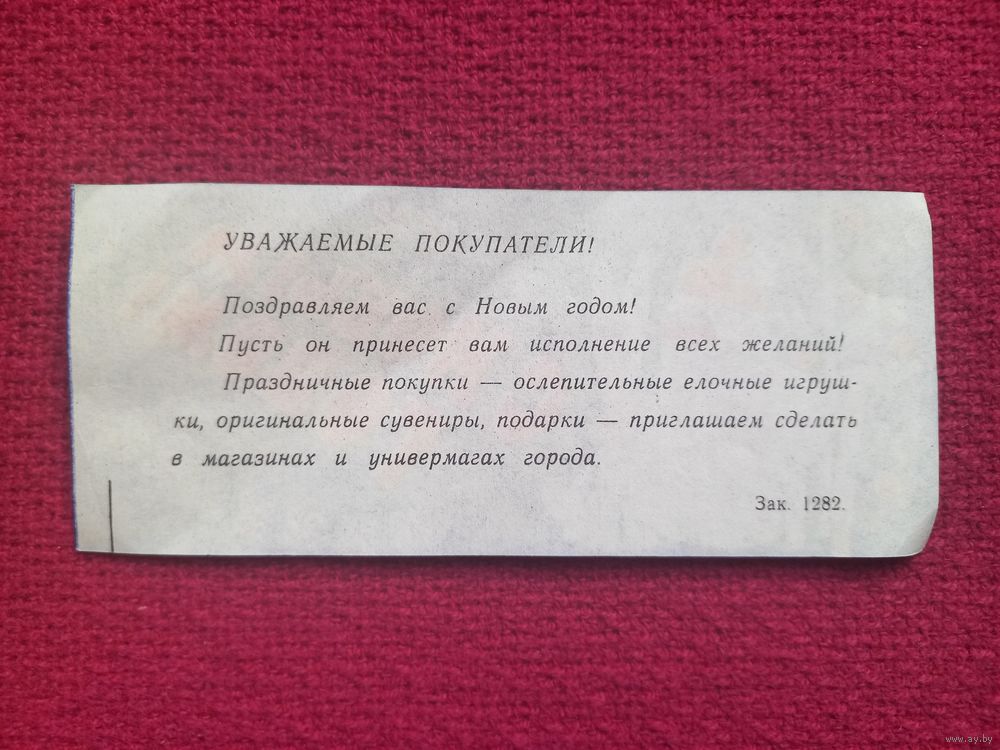 УВАЖАЕМЫЕ ПОКУПАТЕЛИ!
Поздравляем вас с Новым годом!
Пусть он принесет вам исполнение всех желаний!
Праздничные покупки — ослепительные елочные игруш-
ки, оригинальные сувениры, подарки — приглашаем сделать
в магазинах и универмагах города.
Зак. 1282.
www.ay.by